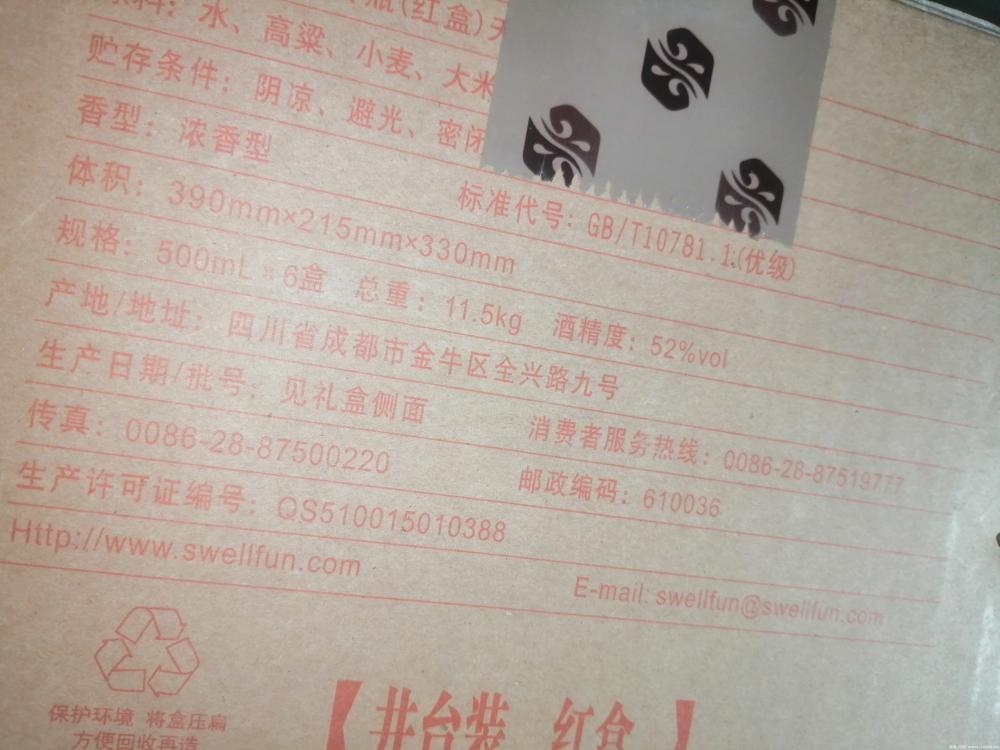 原料：水、高粱、小麦、大米
瓶(红盒)天
贮存条件：阴凉、避光、密闭
香型：浓香型 标准代号：GB/T10781.1(优级)
体积：390mm×215mm×330mm
规格：500mL×6盒 总重：11.5kg 酒精度：52%vol
产地/地址：四川省成都市金牛区全兴路九号
生产日期/批号：见礼盒侧面 消费者服务热线：0086-28-87519777
传真：0086-28-87500220 邮政编码：610036
生产许可证编号：QS510015010388
Http://www.swellfun.com E-mail: swellfun@swellfun.com
保护环境 将盒压扁
方便回收再造
【井台装 红盒】